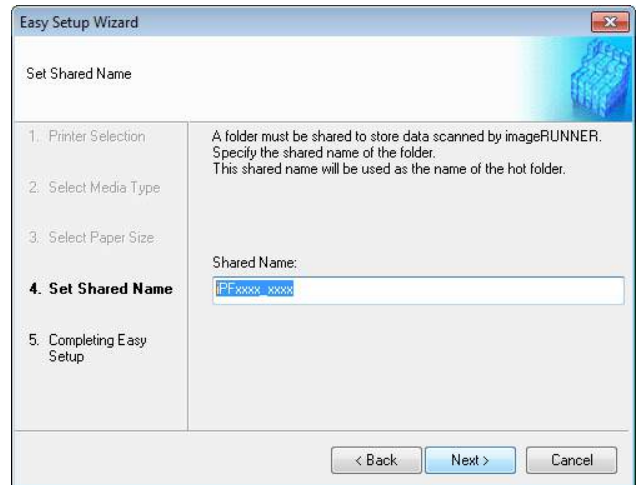 Easy Setup Wizard
Set Shared Name
1. Printer Selection
2. Select Media Type
3. Select Paper Size
4. Set Shared Name
5. Completing Easy
Setup
A folder must be shared to store data scanned by imageRUNNER.
Specify the shared name of the folder.
This shared name will be used as the name of the hot folder.
Shared Name:
iPFxxxx_xxxx
< Back
Next >
Cancel